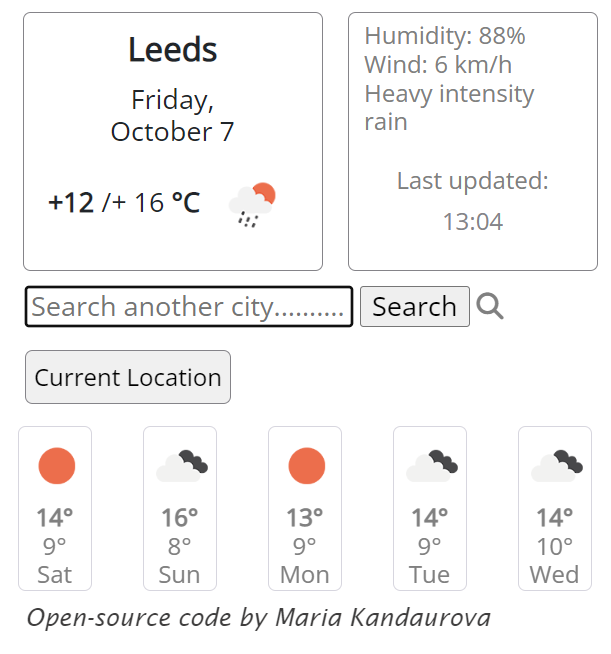 Leeds
Friday,
October 7
+12 /+ 16 °C
Humidity: 88%
Wind: 6 km/h
Heavy intensity
rain
Last updated:
13:04
Search another city..........
Search
Current Location
14°
9°
Sat
16°
8°
Sun
13°
9°
Mon
14°
9°
Tue
14°
10°
Wed
Open-source code by Maria Kandaurova